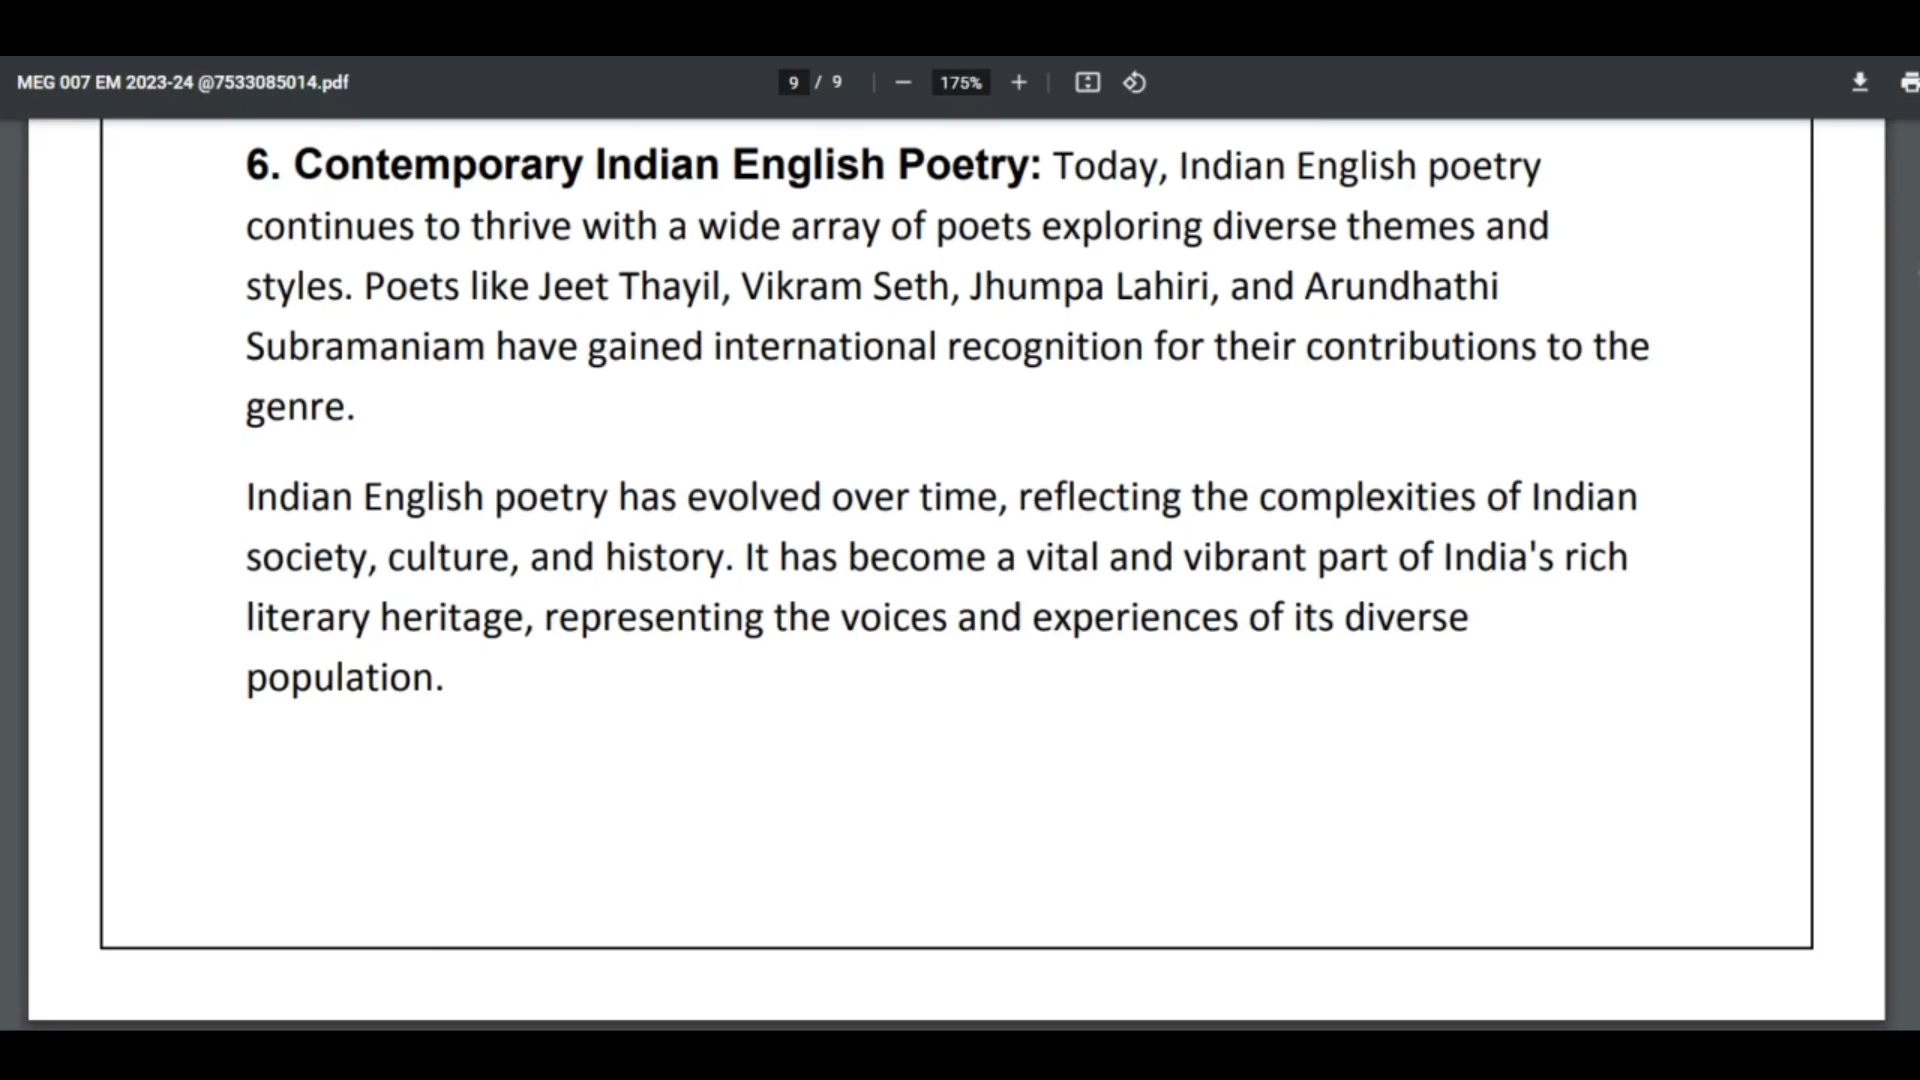 MEG 007 EM 2023-24 @7533085014.pdf
9 / 9
175%
6. Contemporary Indian English Poetry: Today, Indian English poetry
continues to thrive with a wide array of poets exploring diverse themes and
styles. Poets like Jeet Thayil, Vikram Seth, Jhumpa Lahiri, and Arundhathi
Subramaniam have gained international recognition for their contributions to the
genre.
Indian English poetry has evolved over time, reflecting the complexities of Indian
society, culture, and history. It has become a vital and vibrant part of India's rich
literary heritage, representing the voices and experiences of its diverse
population.